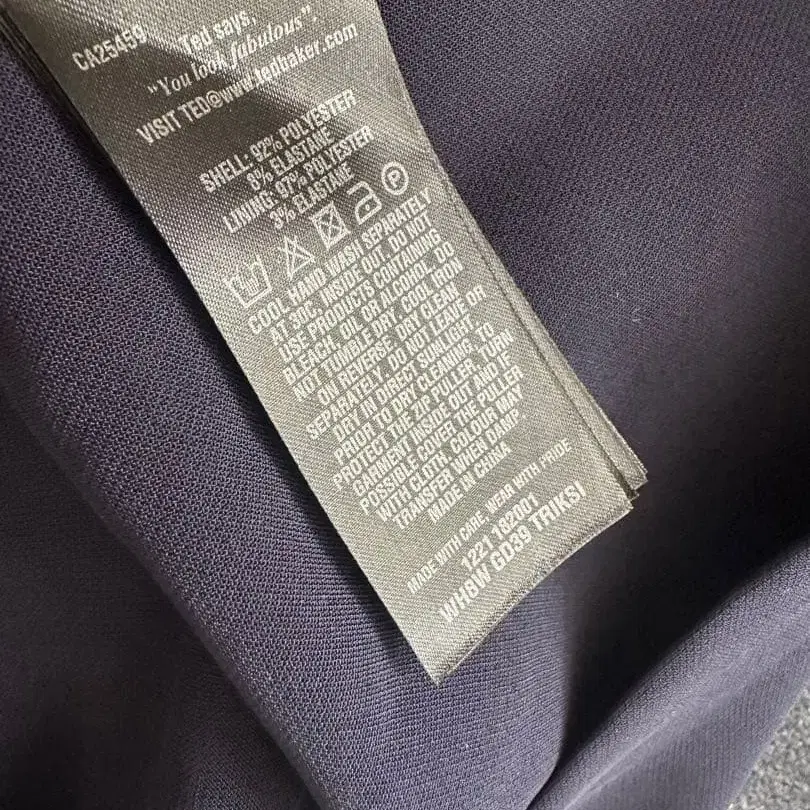 CA25459
Ted says,
"You look fabulous".
VISIT TED@www.tedbaker.com
SHELL: 92% POLYESTER
8% ELASTANE
LINING: 97% POLYESTER
3% ELASTANE
P
COOL HAND WASH SEPARATELY
AT 30C, INSIDE OUT. DO NOT
USE PRODUCTS CONTAINING
BLEACH, OIL OR ALCOHOL. DO
NOT TUMBLE DRY. COOL IRON
ON REVERSE. DRY CLEAN
SEPARATELY. DO NOT LEAVE OR
DRY IN DIRECT SUNLIGHT.
PRIOR TO DRY CLEANING, TO
PROTECT THE ZIP PULLER, TURN
GARMENT INSIDE OUT AND IF
POSSIBLE COVER THE PULLER
WITH CLOTH. COLOUR MAY
TRANSFER WHEN DAMP
MADE IN CHINA
MADE WITH CARE, WEAR WITH PRIDE
1221 162001
WH8W GD39 TRIKSI